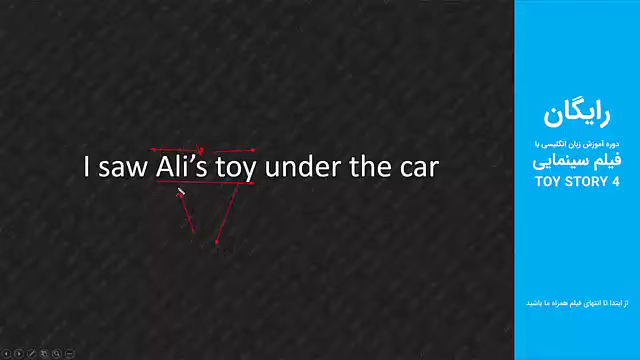 I saw Ali’s toy under the car
رایگان
دوره آموزش زبان انگلیسی با
فیلم سینمایی
TOY STORY 4
از ابتدا تا انتهای فیلم همراه ما باشید